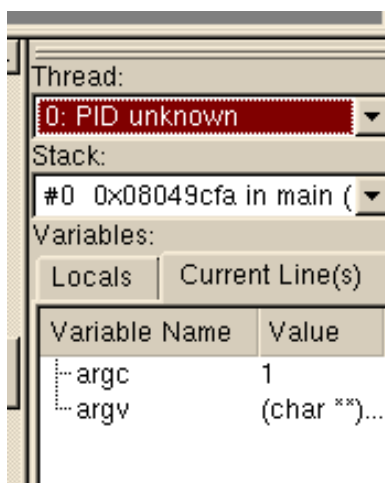 Thread:
0: PID unknown
Stack:
#0 0x08049cfa in main (
Variables:
Locals Current Line(s)
Variable Name Value
argc 1
argv (char **)...